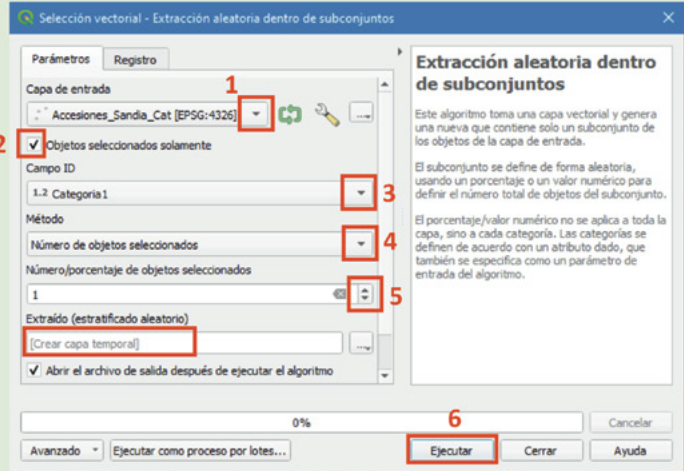 Selección vectorial - Extracción aleatoria dentro de subconjuntos
Parámetros Registro
Capa de entrada
1
Accesiones_Sandia_Cat [EPSG:4326]
2
Objetos seleccionados solamente
Campo ID
1.2 Categoria1
3
Método
Número de objetos seleccionados
4
Número/porcentaje de objetos seleccionados
1
5
Extraído (estratificado aleatorio)
[Crear capa temporal]
Abrir el archivo de salida después de ejecutar el algoritmo
Extracción aleatoria dentro
de subconjuntos
Este algoritmo toma una capa vectorial y genera
una nueva que contiene solo un subconjunto de
los objetos de la capa de entrada.
El subconjunto se define de forma aleatoria,
usando un porcentaje o un valor numérico para
definir el número total de objetos del subconjunto.
El porcentaje/valor numérico no se aplica a toda la
capa, sino a cada categoría. Las categorías se
definen de acuerdo con un atributo dado, que
también se especifica como un parámetro de
entrada del algoritmo.
0%
6
Cancelar
Avanzado Ejecutar como proceso por lotes... Ejecutar Cerrar Ayuda